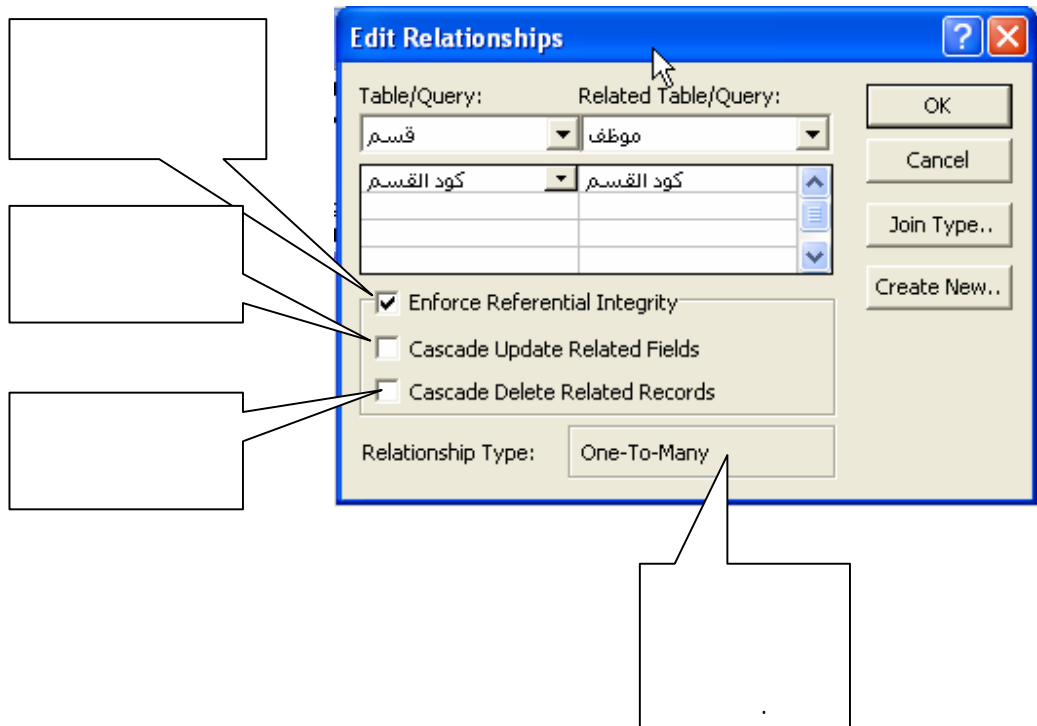 Edit Relationships
Table/Query: Related Table/Query:
قسم موظف
كود القسم كود القسم
OK
Cancel
Join Type..
Create New..
Enforce Referential Integrity
Cascade Update Related Fields
Cascade Delete Related Records
Relationship Type: One-To-Many
.